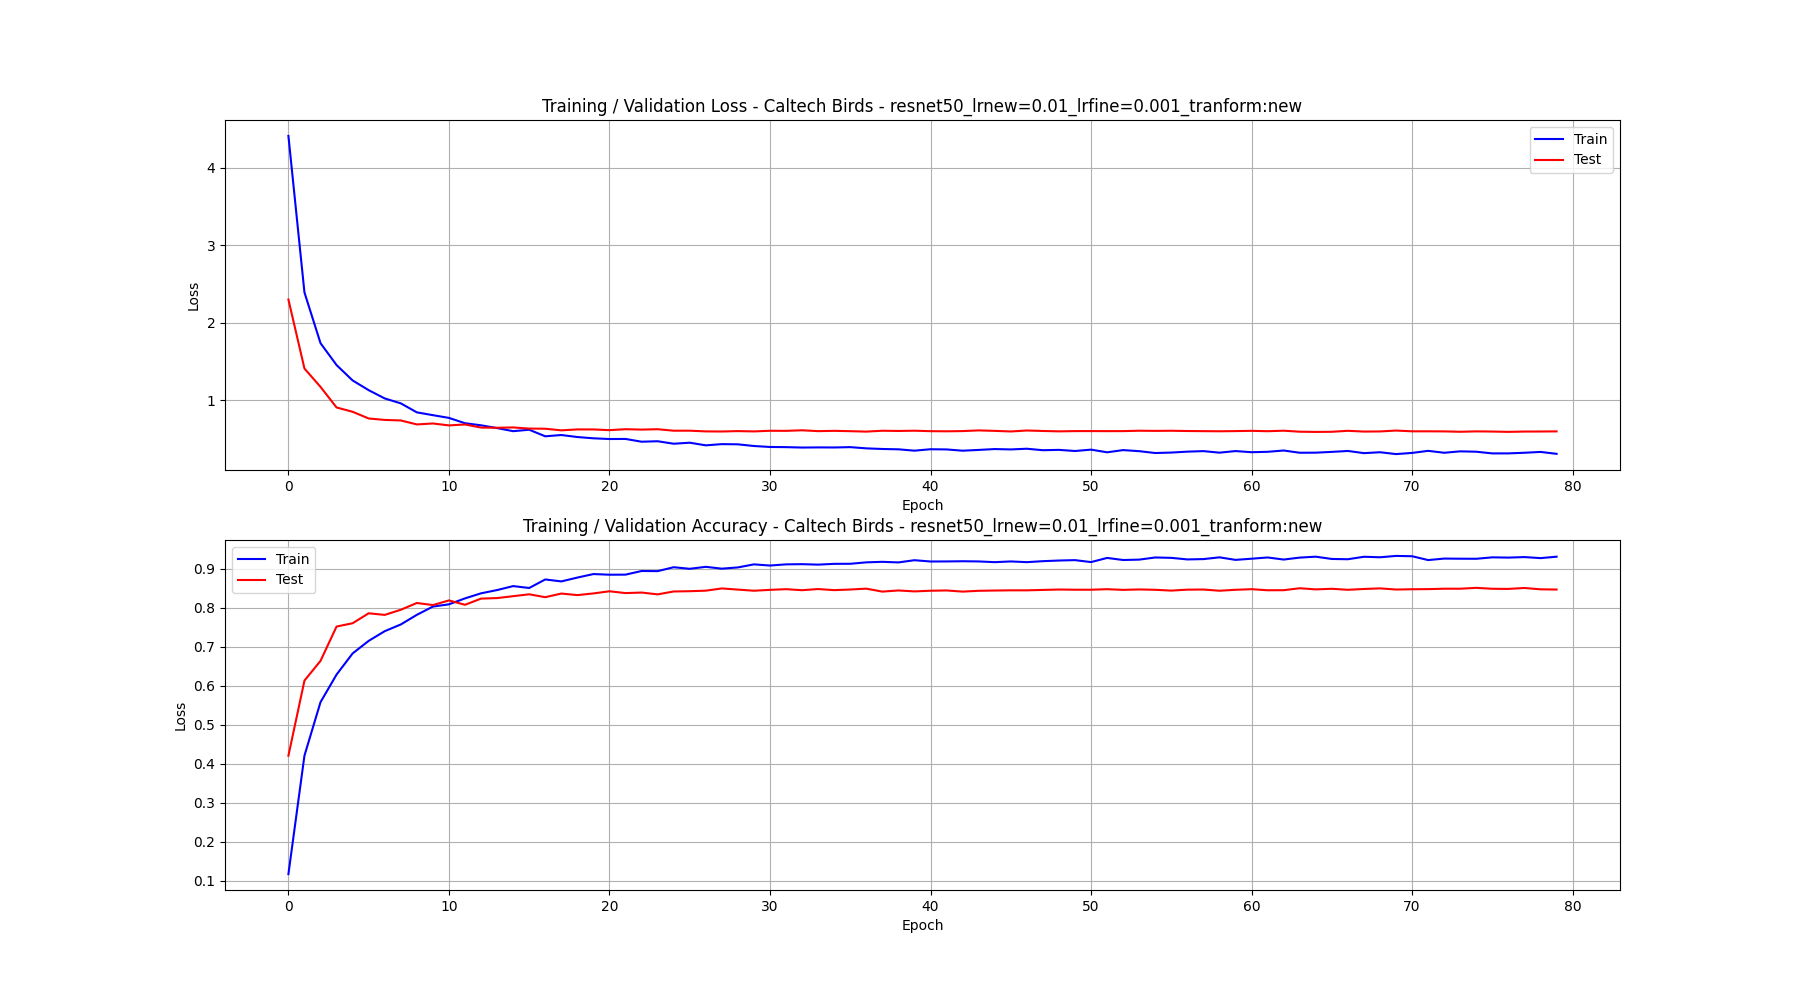 Training / Validation Loss - Caltech Birds - resnet50_lrnew=0.01_lrfine=0.001_tranform:new
Train
Test
4
3
2
1
Loss
0 10 20 30 40 50 60 70 80
Epoch
Training / Validation Accuracy - Caltech Birds - resnet50_lrnew=0.01_lrfine=0.001_tranform:new
Train
Test
0.9
0.8
0.7
0.6
0.5
0.4
0.3
0.2
0.1
Loss
0 10 20 30 40 50 60 70 80
Epoch